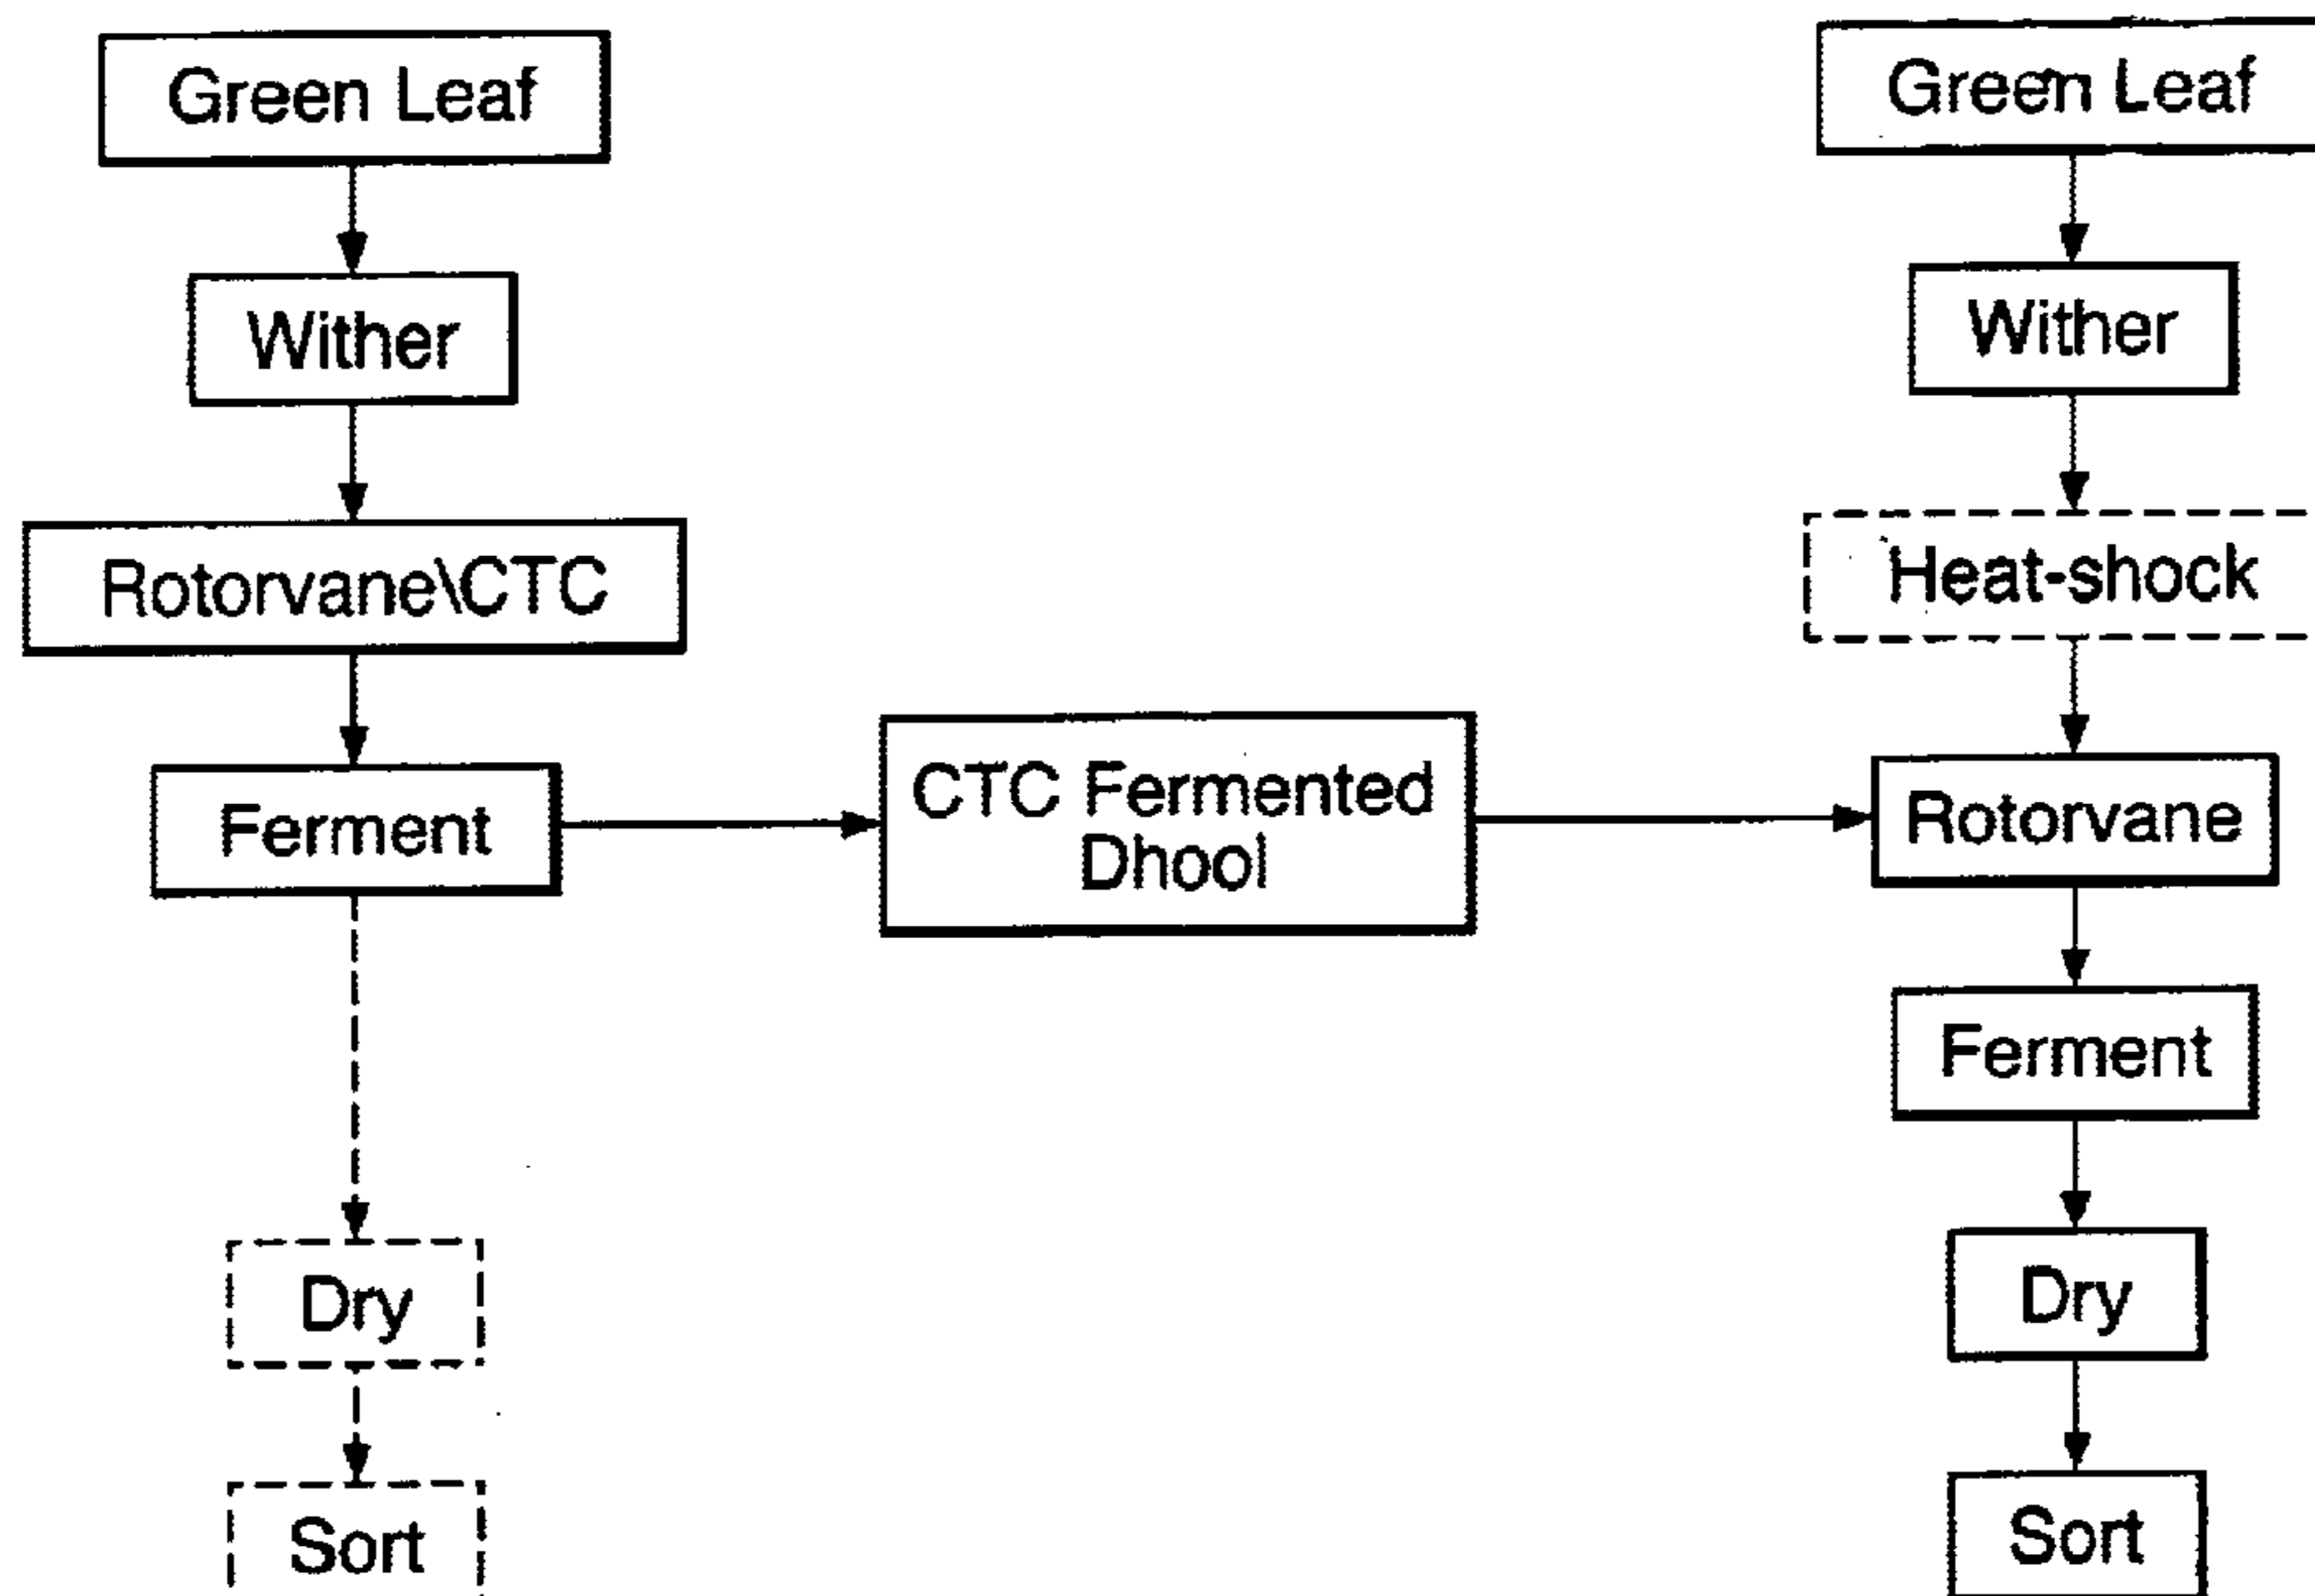 Green Leaf
Wither
Rotorvane\CTC
Ferment
Dry
Sort
CTC Fermented
Dhool
Green Leaf
Wither
Heat-shock
Rotorvane
Ferment
Dry
Sort